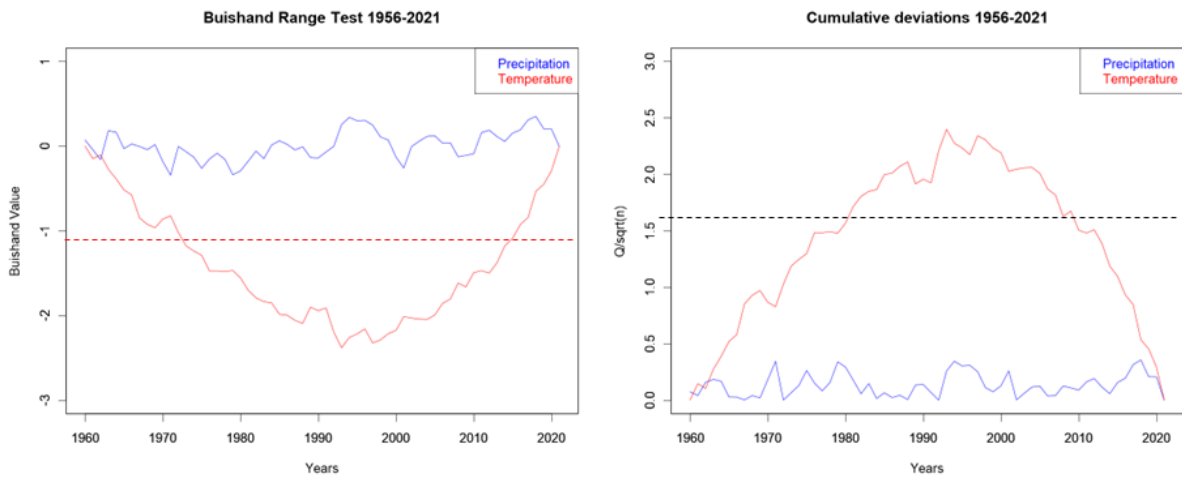 Buishand Range Test 1956-2021
Precipitation
Temperature
1
0
-1
-2
-3
Buishand Value
1960 1970 1980 1990 2000 2010 2020
Years
Cumulative deviations 1956-2021
Precipitation
Temperature
3.0
2.5
2.0
1.5
1.0
0.5
0.0
Q/sqrt(n)
1960 1970 1980 1990 2000 2010 2020
Years